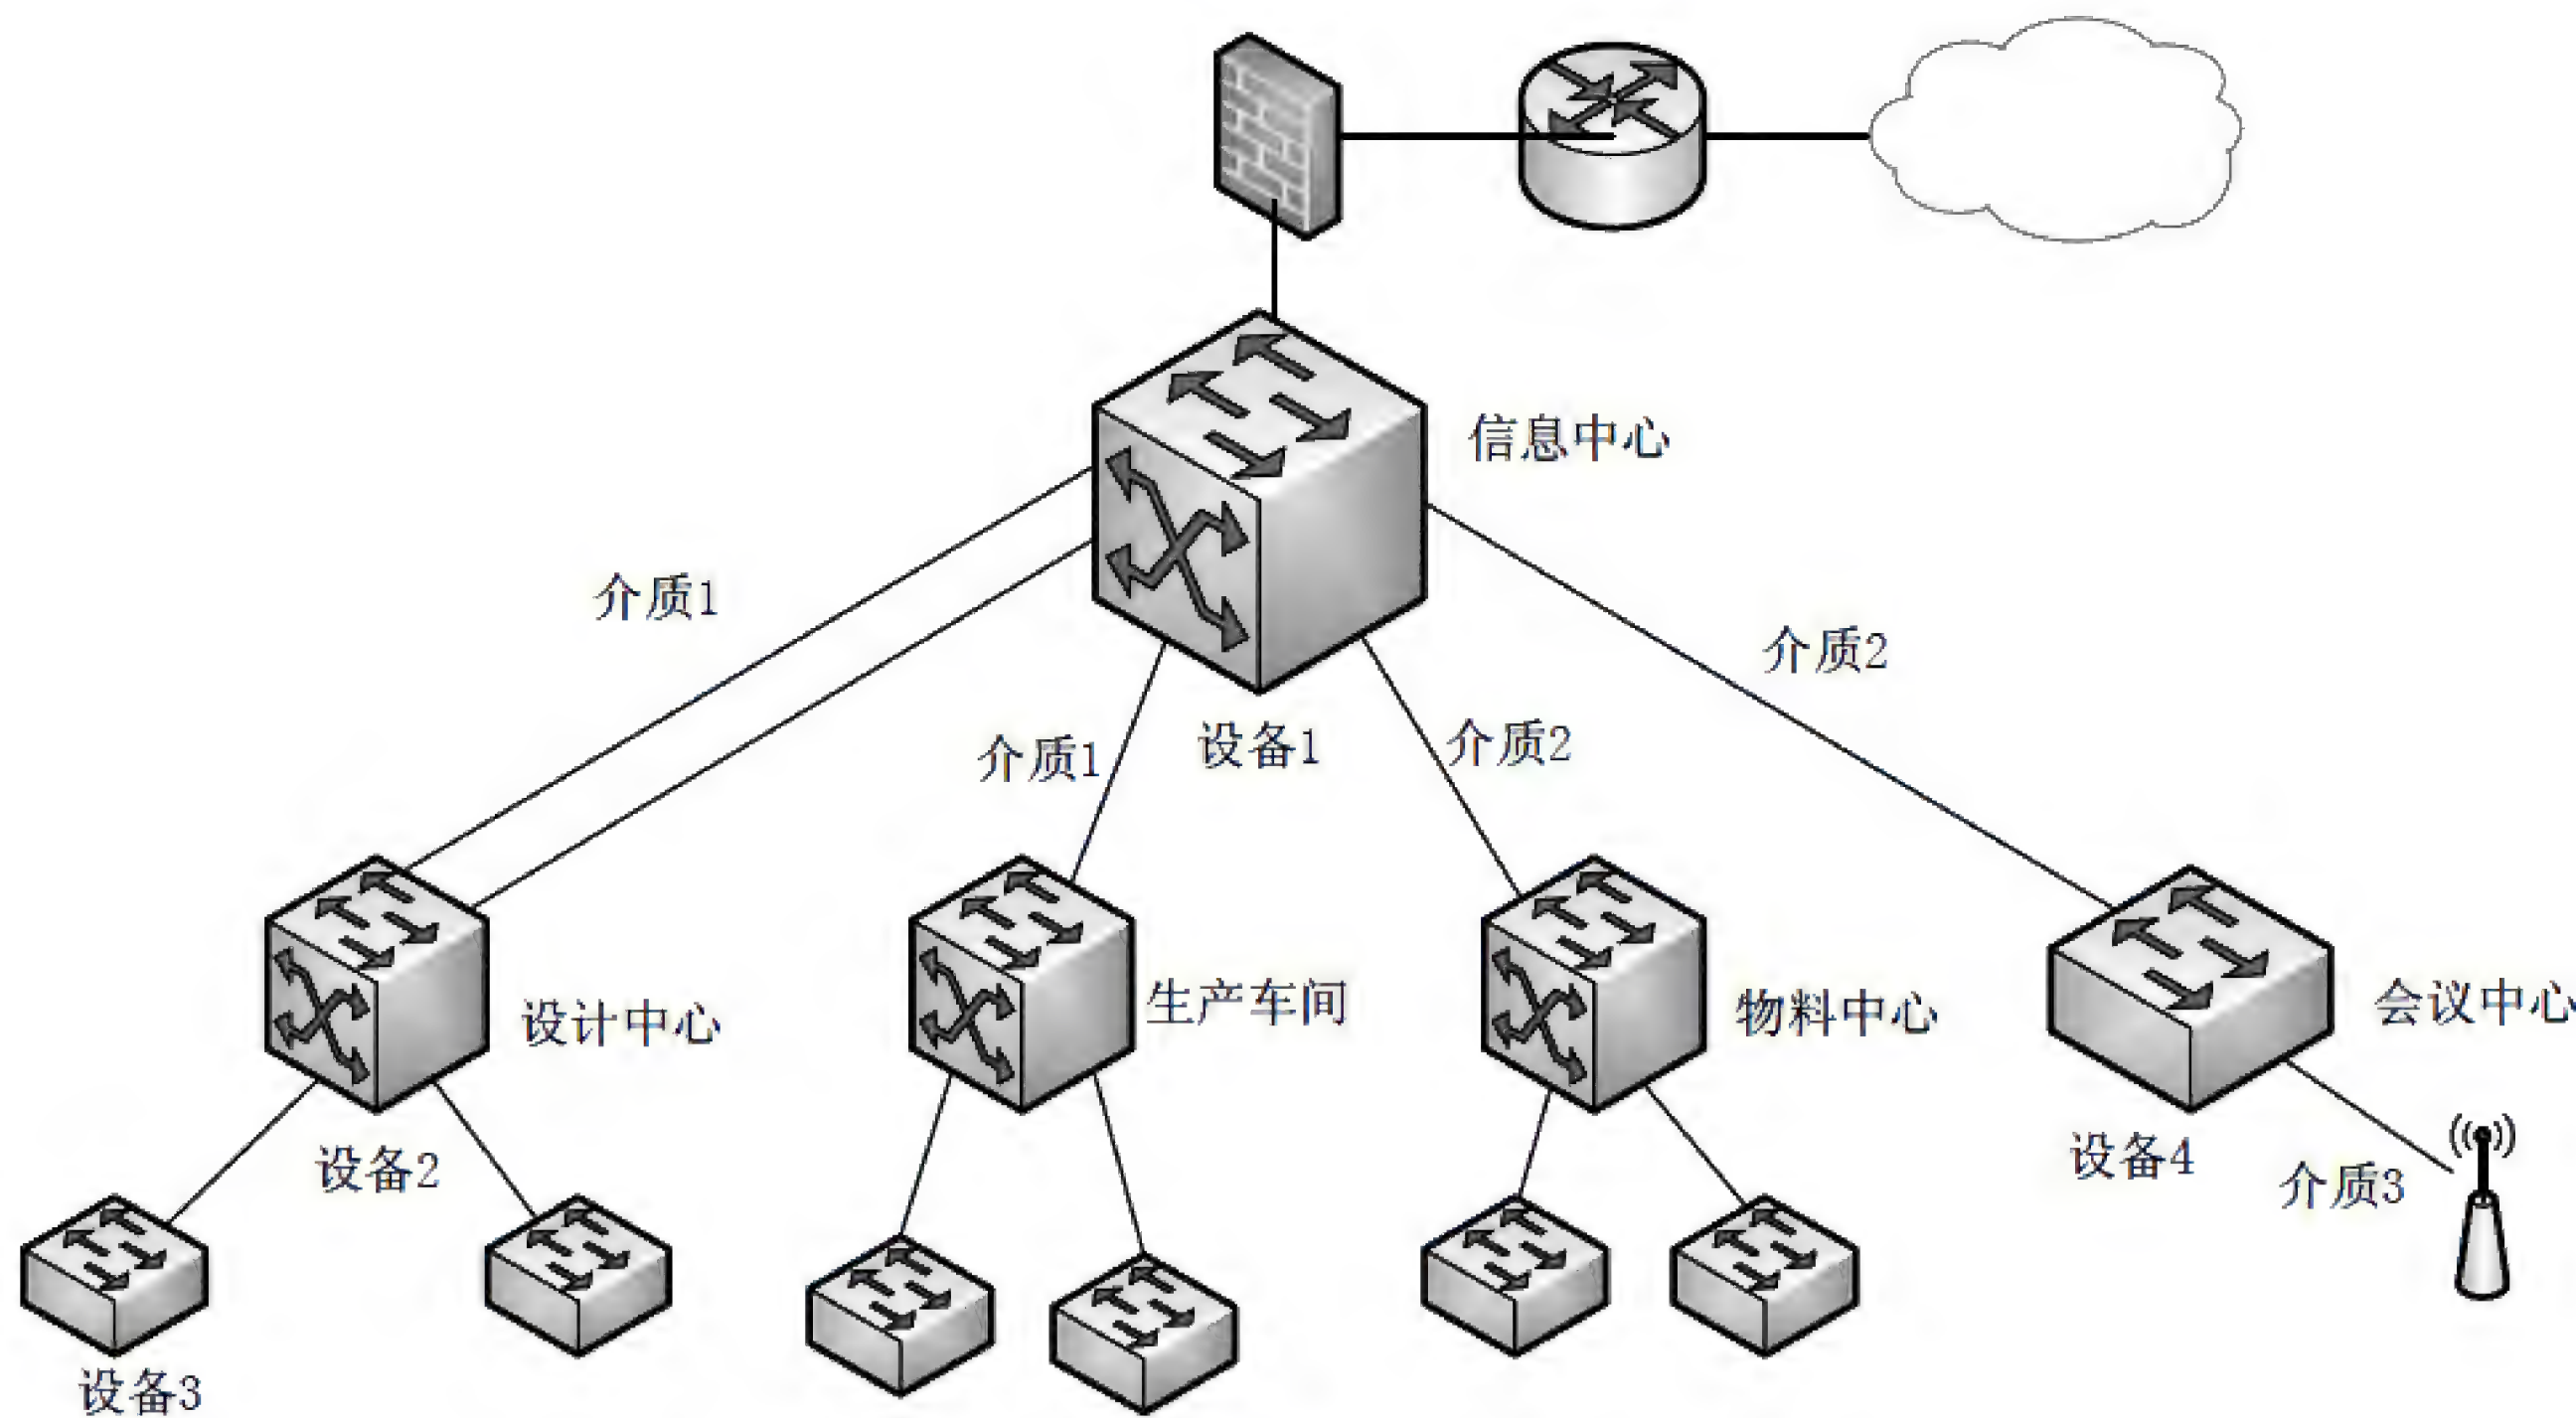 信息中心
介质1
介质2
介质1
设备1
介质2
设计中心
生产车间
物料中心
会议中心
设备2
设备4
介质3
设备3